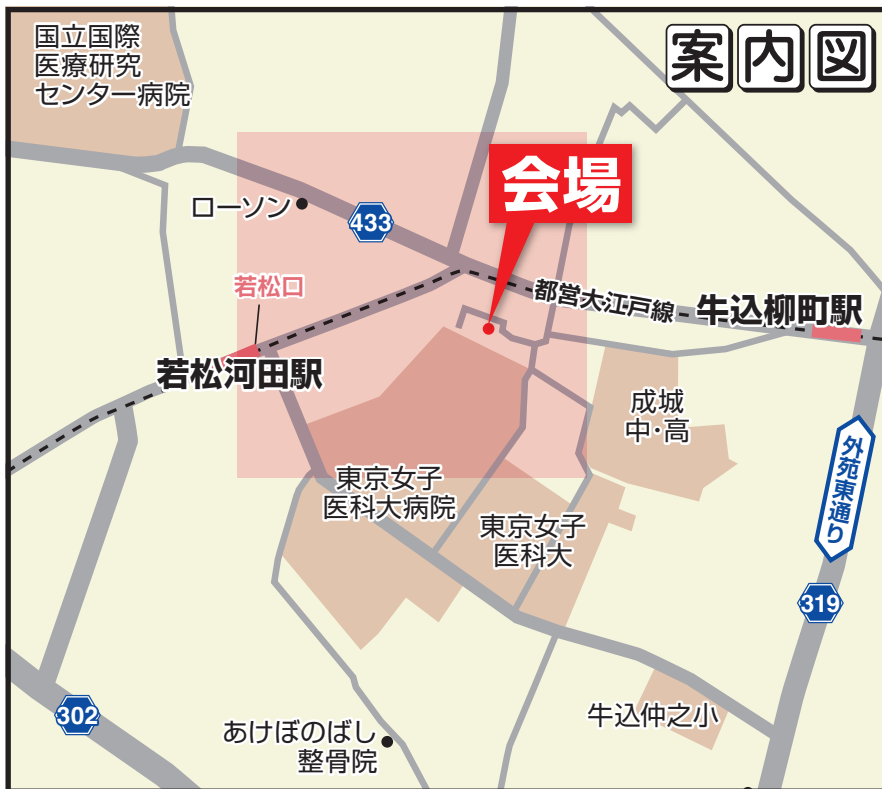 案内図
国立国際
医療研究
センター病院
会場
ローソン
433
若松口
都営大江戸線
牛込柳町駅
若松河田駅
成城
中・高
外苑東通り
東京女子
医科大病院
東京女子
医科大
319
302
牛込仲之小
あけぼのばし
整骨院